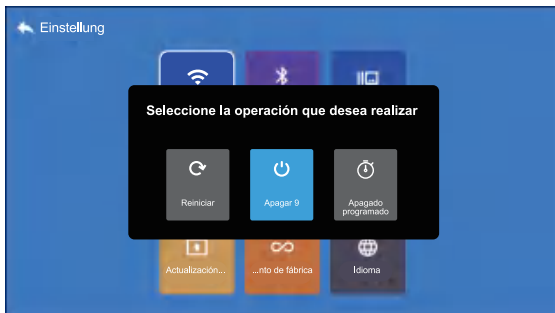 Einstellung
Seleccione la operación que desea realizar
Reiniciar
Apagar 9
Apagado
programado
Actualización...
...nto de fábrica
Idioma